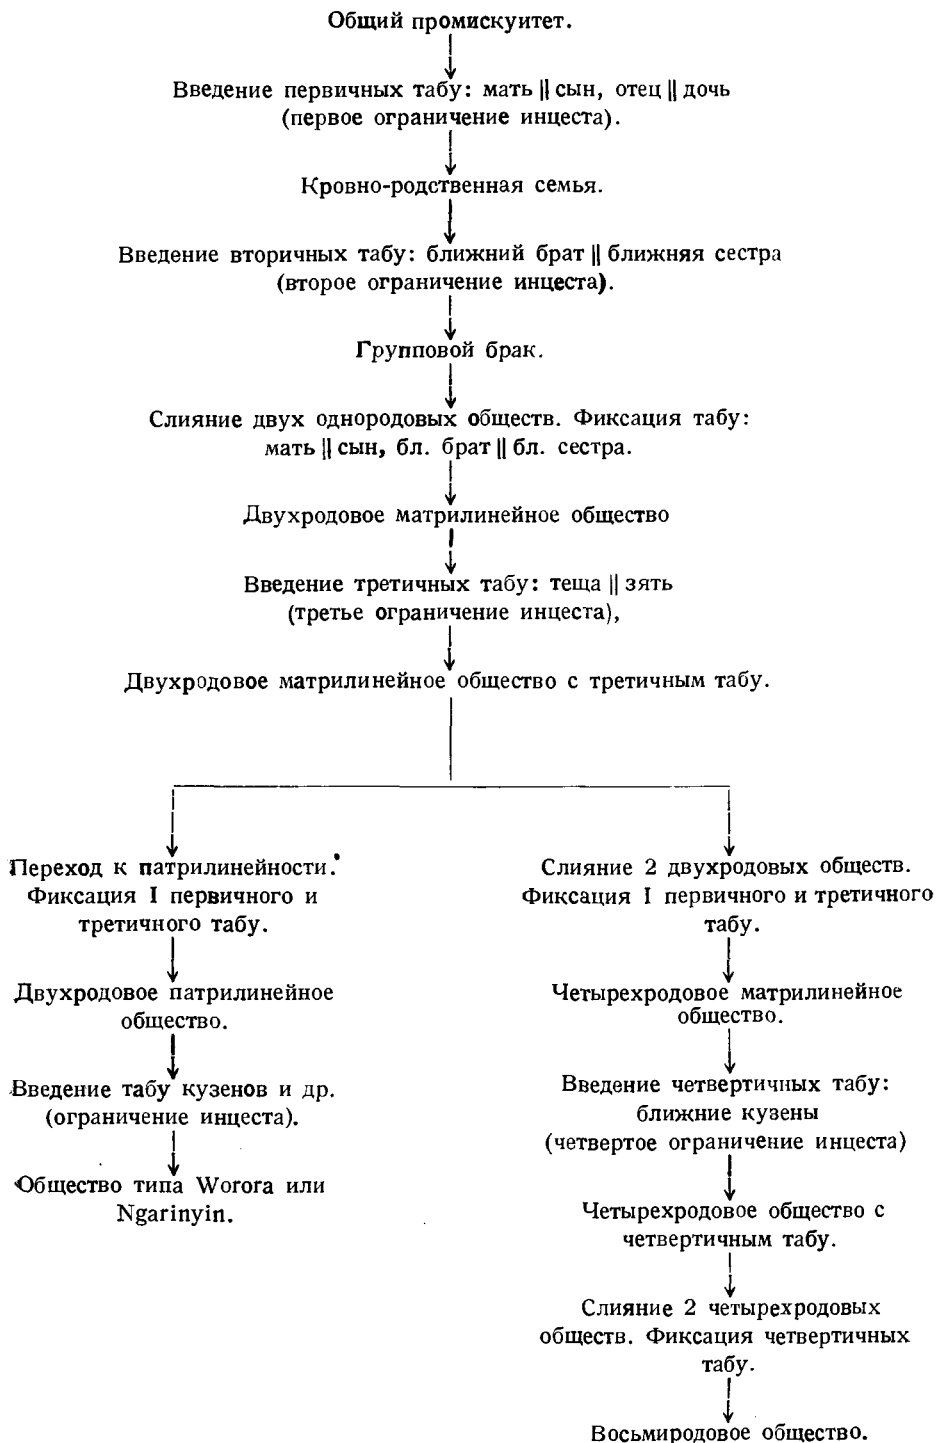 Общий промискуитет.
Введение первичных табу: мать || сын, отец || дочь
(первое ограничение инцеста).
Кровно-родственная семья.
Введение вторичных табу: ближний брат || ближняя сестра
(второе ограничение инцеста).
Групповой брак.
Слияние двух однородовых обществ. Фиксация табу:
мать || сын, бл. брат || бл. сестра.
Двухродовое матрилинейное общество
Введение третичных табу: теща || зять
(третье ограничение инцеста),
Двухродовое матрилинейное общество с третичным табу.
Переход к патрилинейности.
Фиксация I первичного и
третичного табу.
Двухродовое патрилинейное
общество.
Введение табу кузенов и др.
(ограничение инцеста).
Общество типа Worora или
Ngarinyin.
Слияние 2 двухродовых обществ.
Фиксация I первичного и третичного
табу.
Четырехродовое матрилинейное
общество.
Введение четвертичных табу:
ближние кузены
(четвертое ограничение инцеста)
Четырехродовое общество с
четвертичным табу.
Слияние 2 четырехродовых
обществ. Фиксация четвертичных
табу.
Восьмиродовое общество.